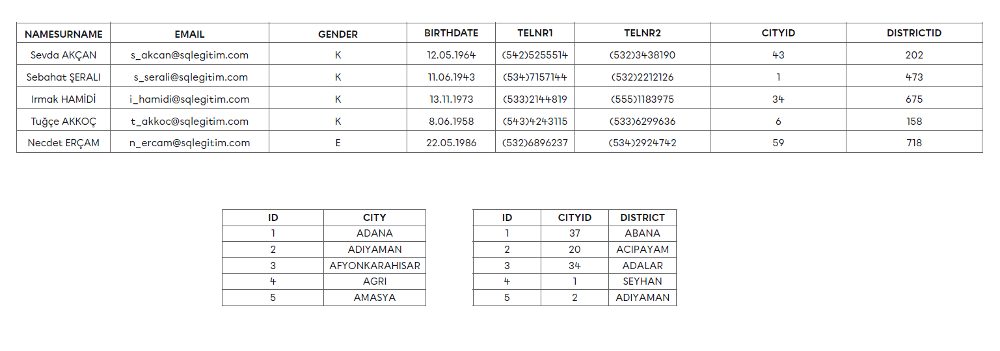 NAMESURNAME EMAIL GENDER BIRTHDATE TELNR1 TELNR2 CITYID DISTRICTID
Sevda AKÇAN s_akcan@sqlegitim.com K 12.05.1964 (542)5255514 (532)3438190 43 202
Sebahat ŞERALI s_serali@sqlegitim.com K 11.06.1943 (534)7157144 (532)2212126 1 473
Irmak HAMİDİ i_hamidi@sqlegitim.com K 13.11.1973 (533)2144819 (555)1183975 34 675
Tuğçe AKKOÇ t_akkoc@sqlegitim.com K 8.06.1958 (543)4243115 (533)6299636 6 158
Necdet ERÇAM n_ercam@sqlegitim.com E 22.05.1986 (532)6896237 (534)2924742 59 718
ID CITY
1 ADANA
2 ADIYAMAN
3 AFYONKARAHISAR
4 AGRI
5 AMASYA
ID CITYID DISTRICT
1 37 ABANA
2 20 ACIPAYAM
3 34 ADALAR
4 1 SEYHAN
5 2 ADIYAMAN